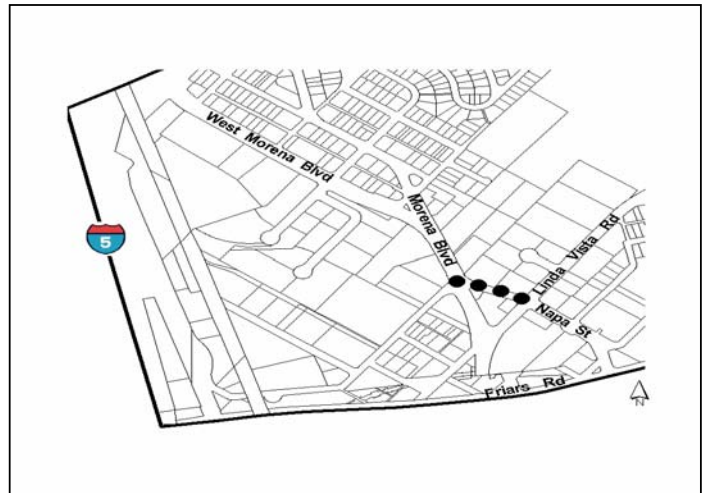 West Morena Blvd
Morena Blvd
Linda Vista Rd
5
Napa St
Friars Rd
N